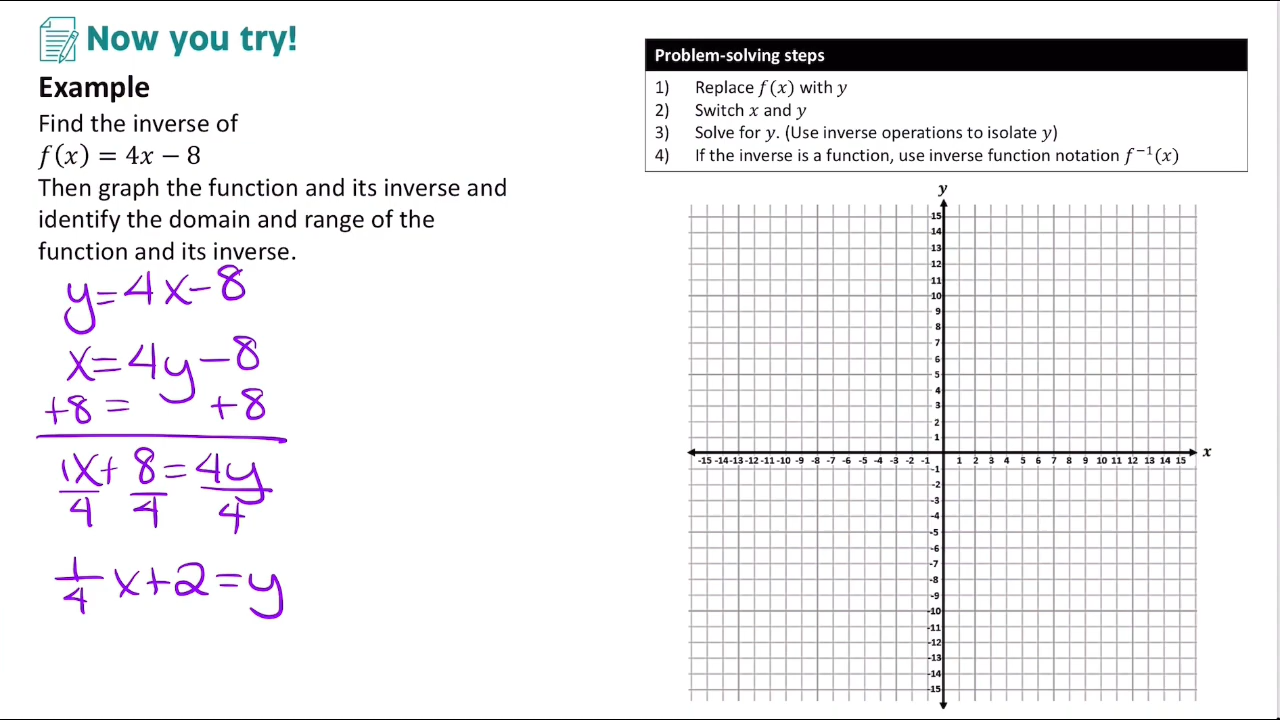 Now you try!
Example
Find the inverse of
f(x) = 4x − 8
Then graph the function and its inverse and
identify the domain and range of the
function and its inverse.
y=4x-8
x=4y-8
+8= +8
1x+8=4y
4 4 4
1/4 x+2=y
Problem-solving steps
1) Replace f(x) with y
2) Switch x and y
3) Solve for y. (Use inverse operations to isolate y)
4) If the inverse is a function, use inverse function notation f⁻¹(x)
y
15
14
13
12
11
10
9
8
7
6
5
4
3
2
1
-15 -14 -13 -12 -11 -10 -9 -8 -7 -6 -5 -4 -3 -2 -1 1 2 3 4 5 6 7 8 9 10 11 12 13 14 15 x
-1
-2
-3
-4
-5
-6
-7
-8
-9
-10
-11
-12
-13
-14
-15